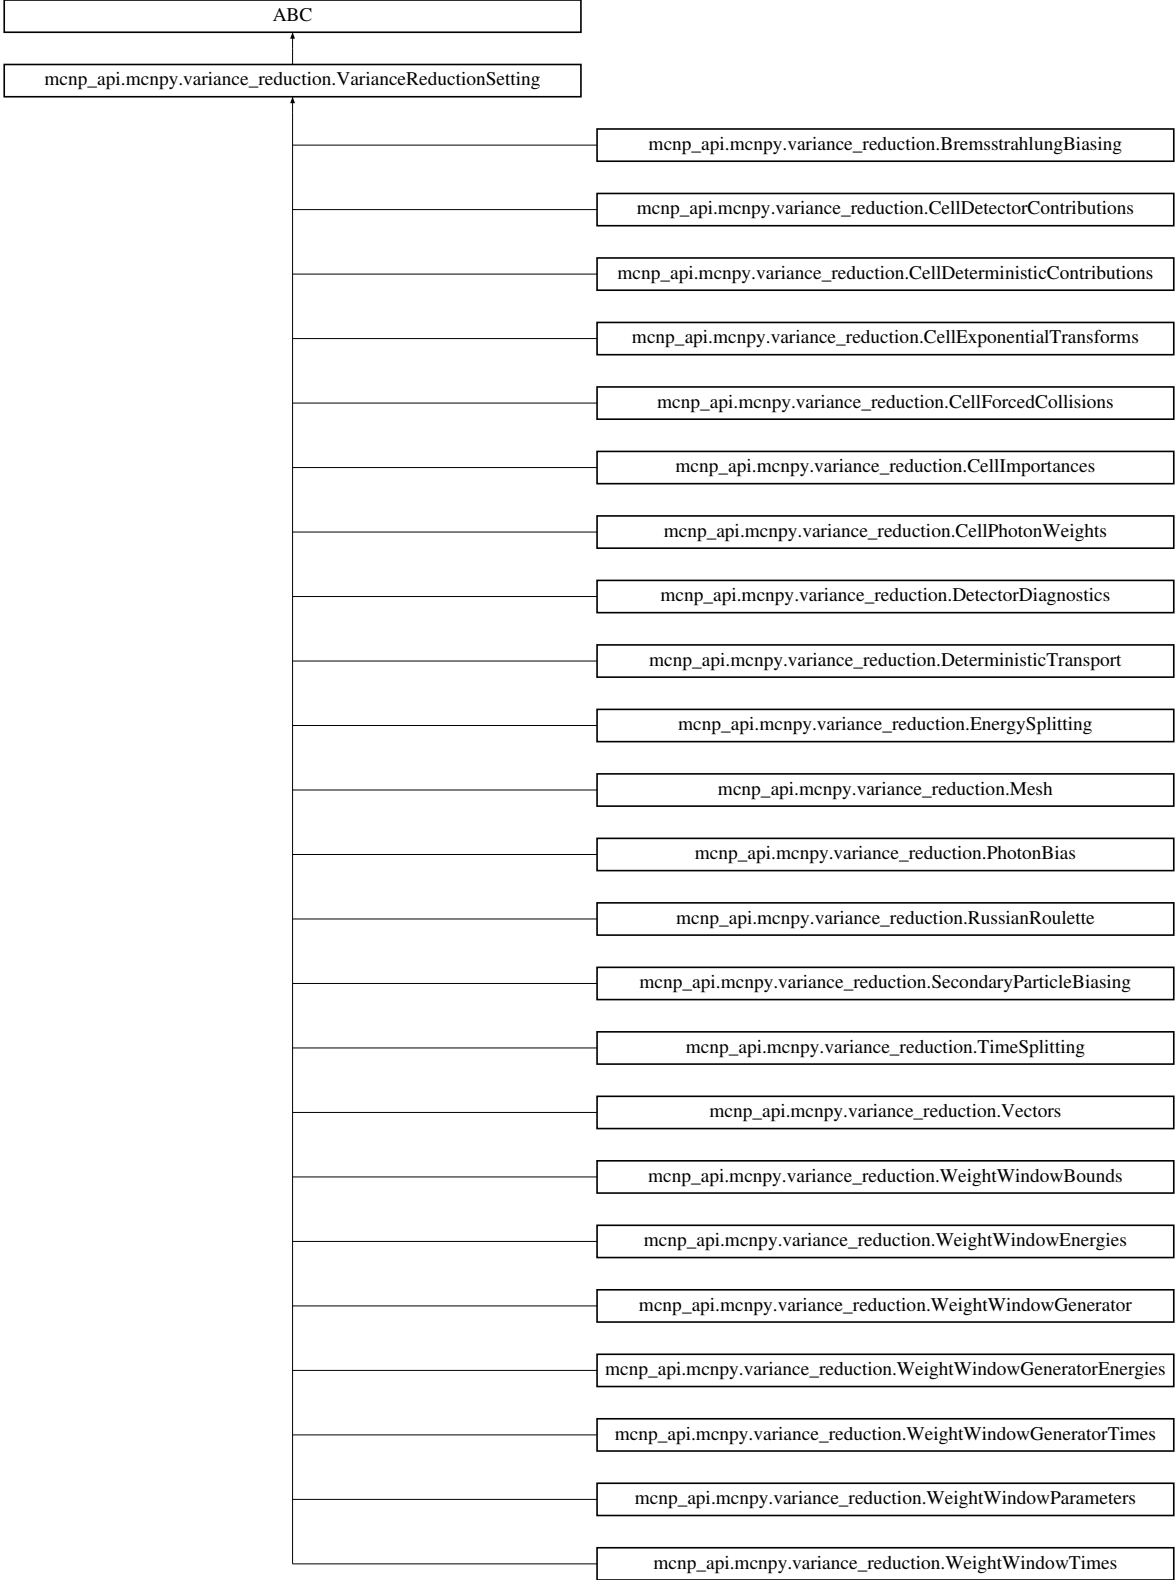 ABC
mcnp_api.mcnpy.variance_reduction.VarianceReductionSetting
mcnp_api.mcnpy.variance_reduction.BremsstrahlungBiasing
mcnp_api.mcnpy.variance_reduction.CellDetectorContributions
mcnp_api.mcnpy.variance_reduction.CellDeterministicContributions
mcnp_api.mcnpy.variance_reduction.CellExponentialTransforms
mcnp_api.mcnpy.variance_reduction.CellForcedCollisions
mcnp_api.mcnpy.variance_reduction.CellImportances
mcnp_api.mcnpy.variance_reduction.CellPhotonWeights
mcnp_api.mcnpy.variance_reduction.DetectorDiagnostics
mcnp_api.mcnpy.variance_reduction.DeterministicTransport
mcnp_api.mcnpy.variance_reduction.EnergySplitting
mcnp_api.mcnpy.variance_reduction.Mesh
mcnp_api.mcnpy.variance_reduction.PhotonBias
mcnp_api.mcnpy.variance_reduction.RussianRoulette
mcnp_api.mcnpy.variance_reduction.SecondaryParticleBiasing
mcnp_api.mcnpy.variance_reduction.TimeSplitting
mcnp_api.mcnpy.variance_reduction.Vectors
mcnp_api.mcnpy.variance_reduction.WeightWindowBounds
mcnp_api.mcnpy.variance_reduction.WeightWindowEnergies
mcnp_api.mcnpy.variance_reduction.WeightWindowGenerator
mcnp_api.mcnpy.variance_reduction.WeightWindowGeneratorEnergies
mcnp_api.mcnpy.variance_reduction.WeightWindowGeneratorTimes
mcnp_api.mcnpy.variance_reduction.WeightWindowParameters
mcnp_api.mcnpy.variance_reduction.WeightWindowTimes